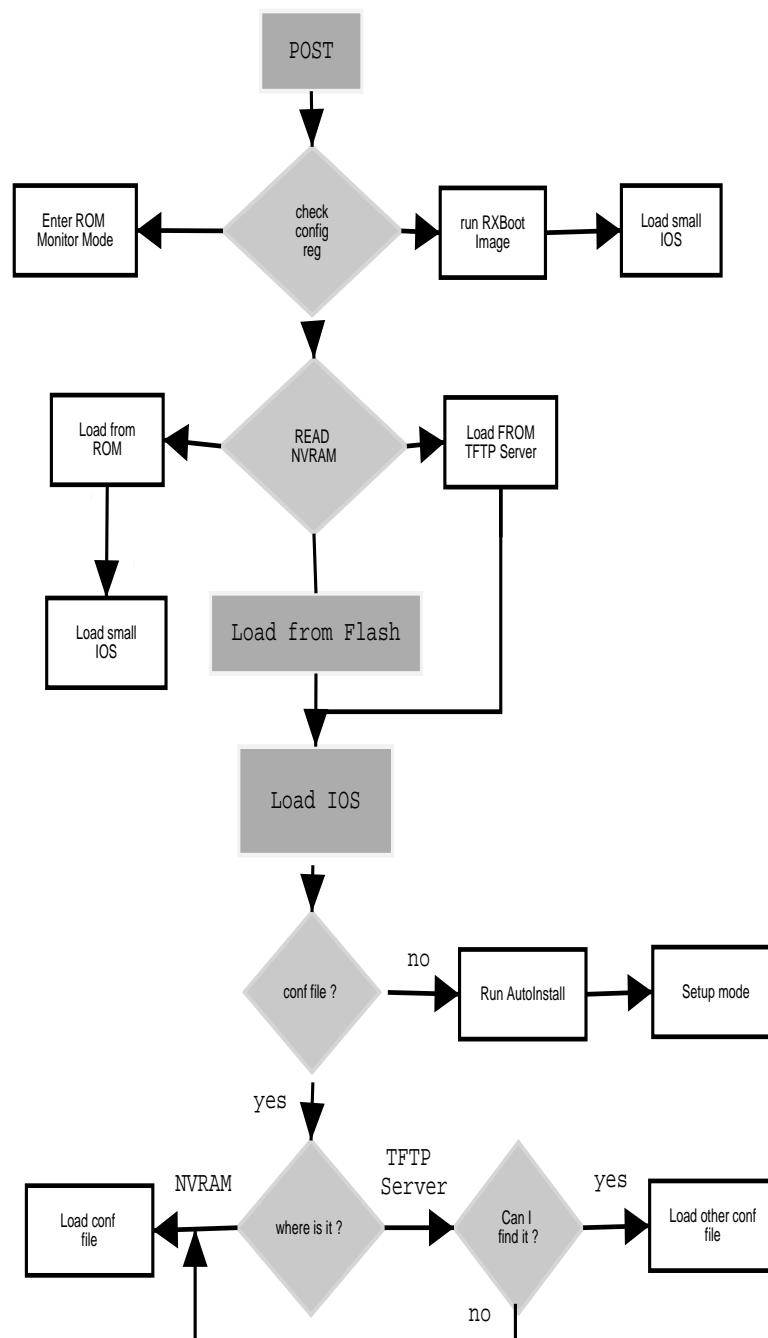 POST
check
config
reg
Enter ROM
Monitor Mode
run RXBoot
Image
Load small
IOS
READ
NVRAM
Load from
ROM
Load FROM
TFTP Server
Load small
IOS
Load from Flash
Load IOS
conf file ?
no
Run AutoInstall
Setup mode
yes
where is it ?
NVRAM
Load conf
file
TFTP
Server
Can I
find it ?
yes
Load other conf
file
no